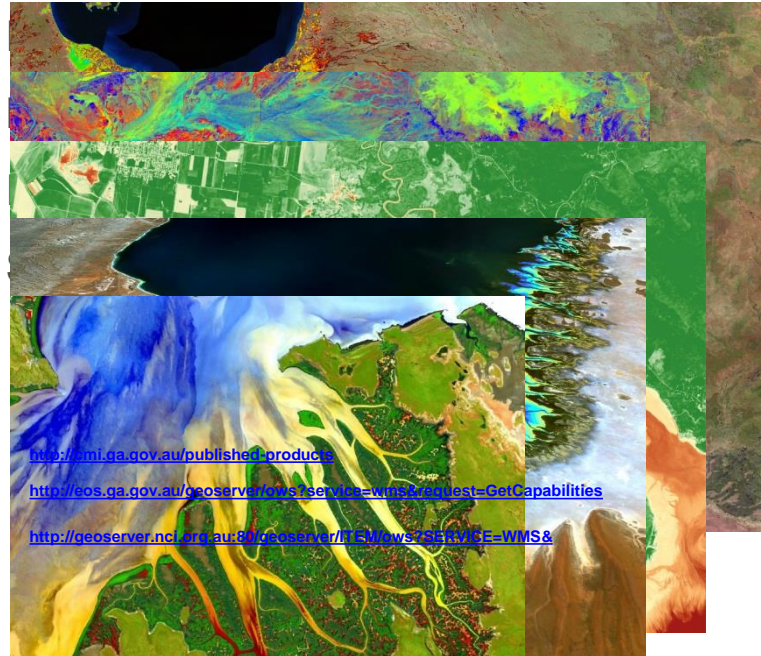 http://cmi.ga.gov.au/published-products
http://eos.ga.gov.au/geoserver/ows?service=wms&request=GetCapabilities
http://geoserver.nci.org.au:80/geoserver/ITEM/ows?SERVICE=WMS&